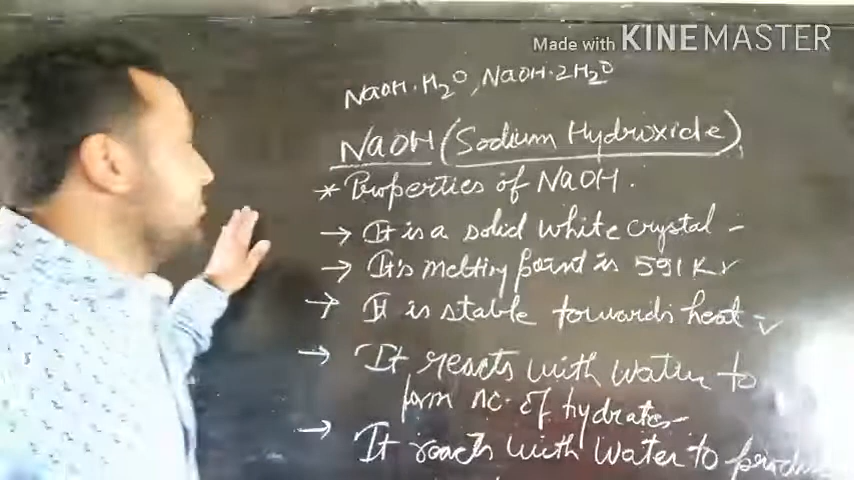 Made with KINEMASTER
NaOH·H₂O, NaOH·2H₂O
NaOH (Sodium Hydroxide)
* Properties of NaOH.
→ It is a solid white crystal -
→ It's melting point is 591K ✓
→ It is stable towards heat - ✓
→ It reacts with water to
form no. of hydrates-
→ It reacts with water to